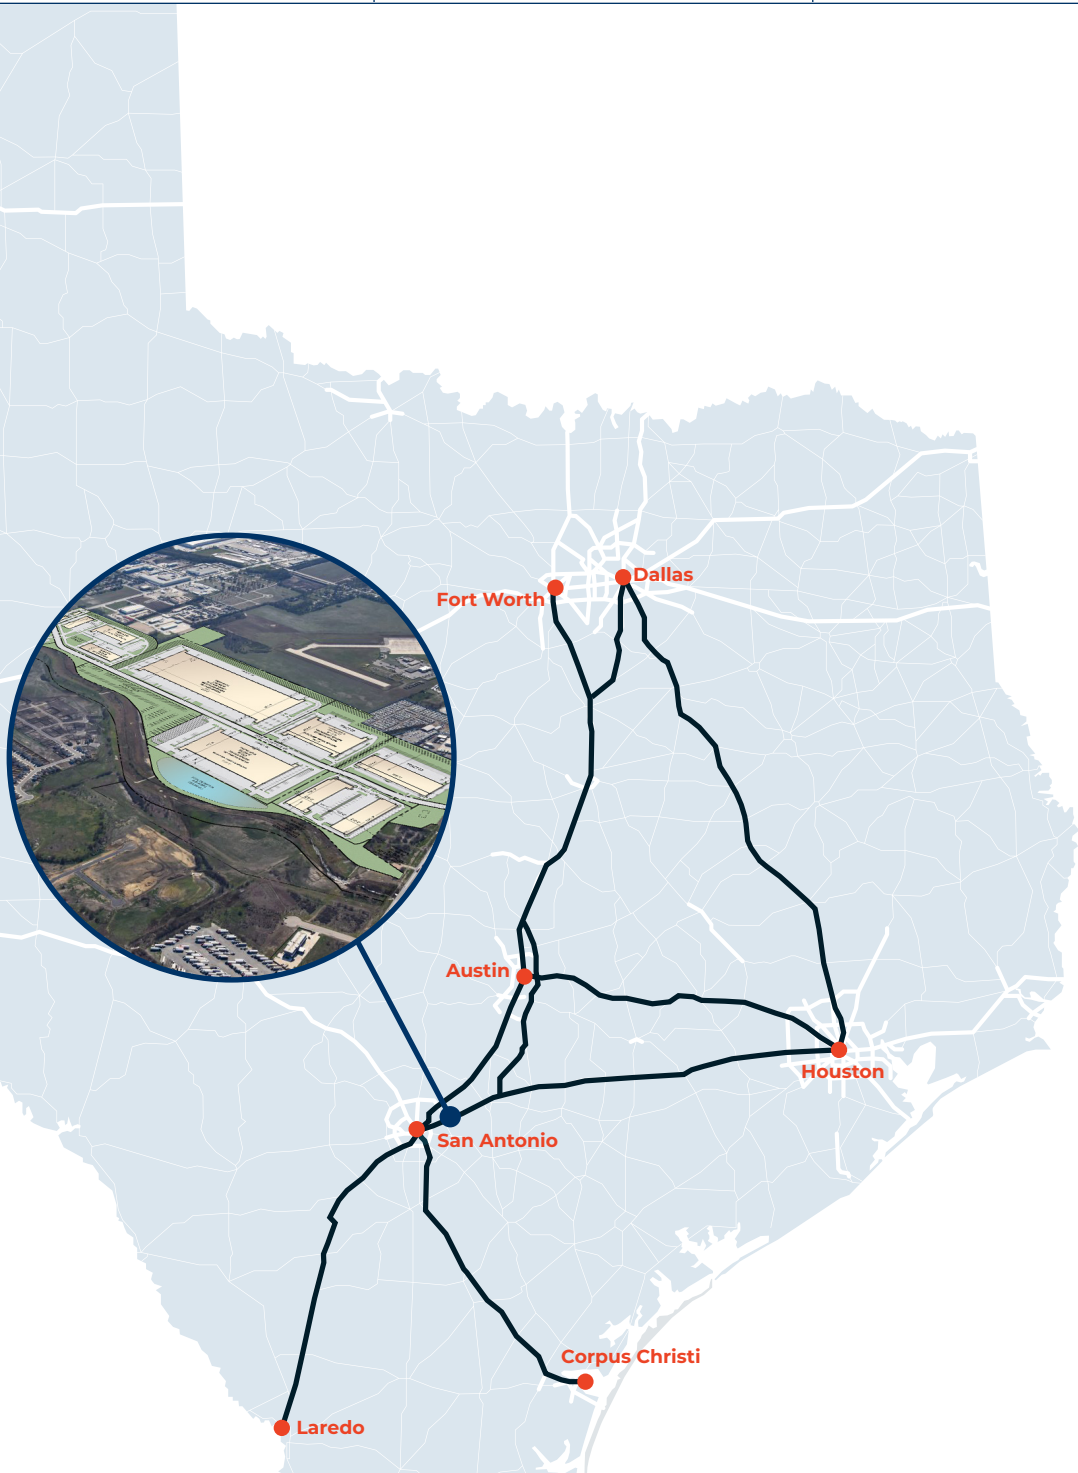 Dallas
Fort Worth
Austin
Houston
San Antonio
Corpus Christi
Laredo